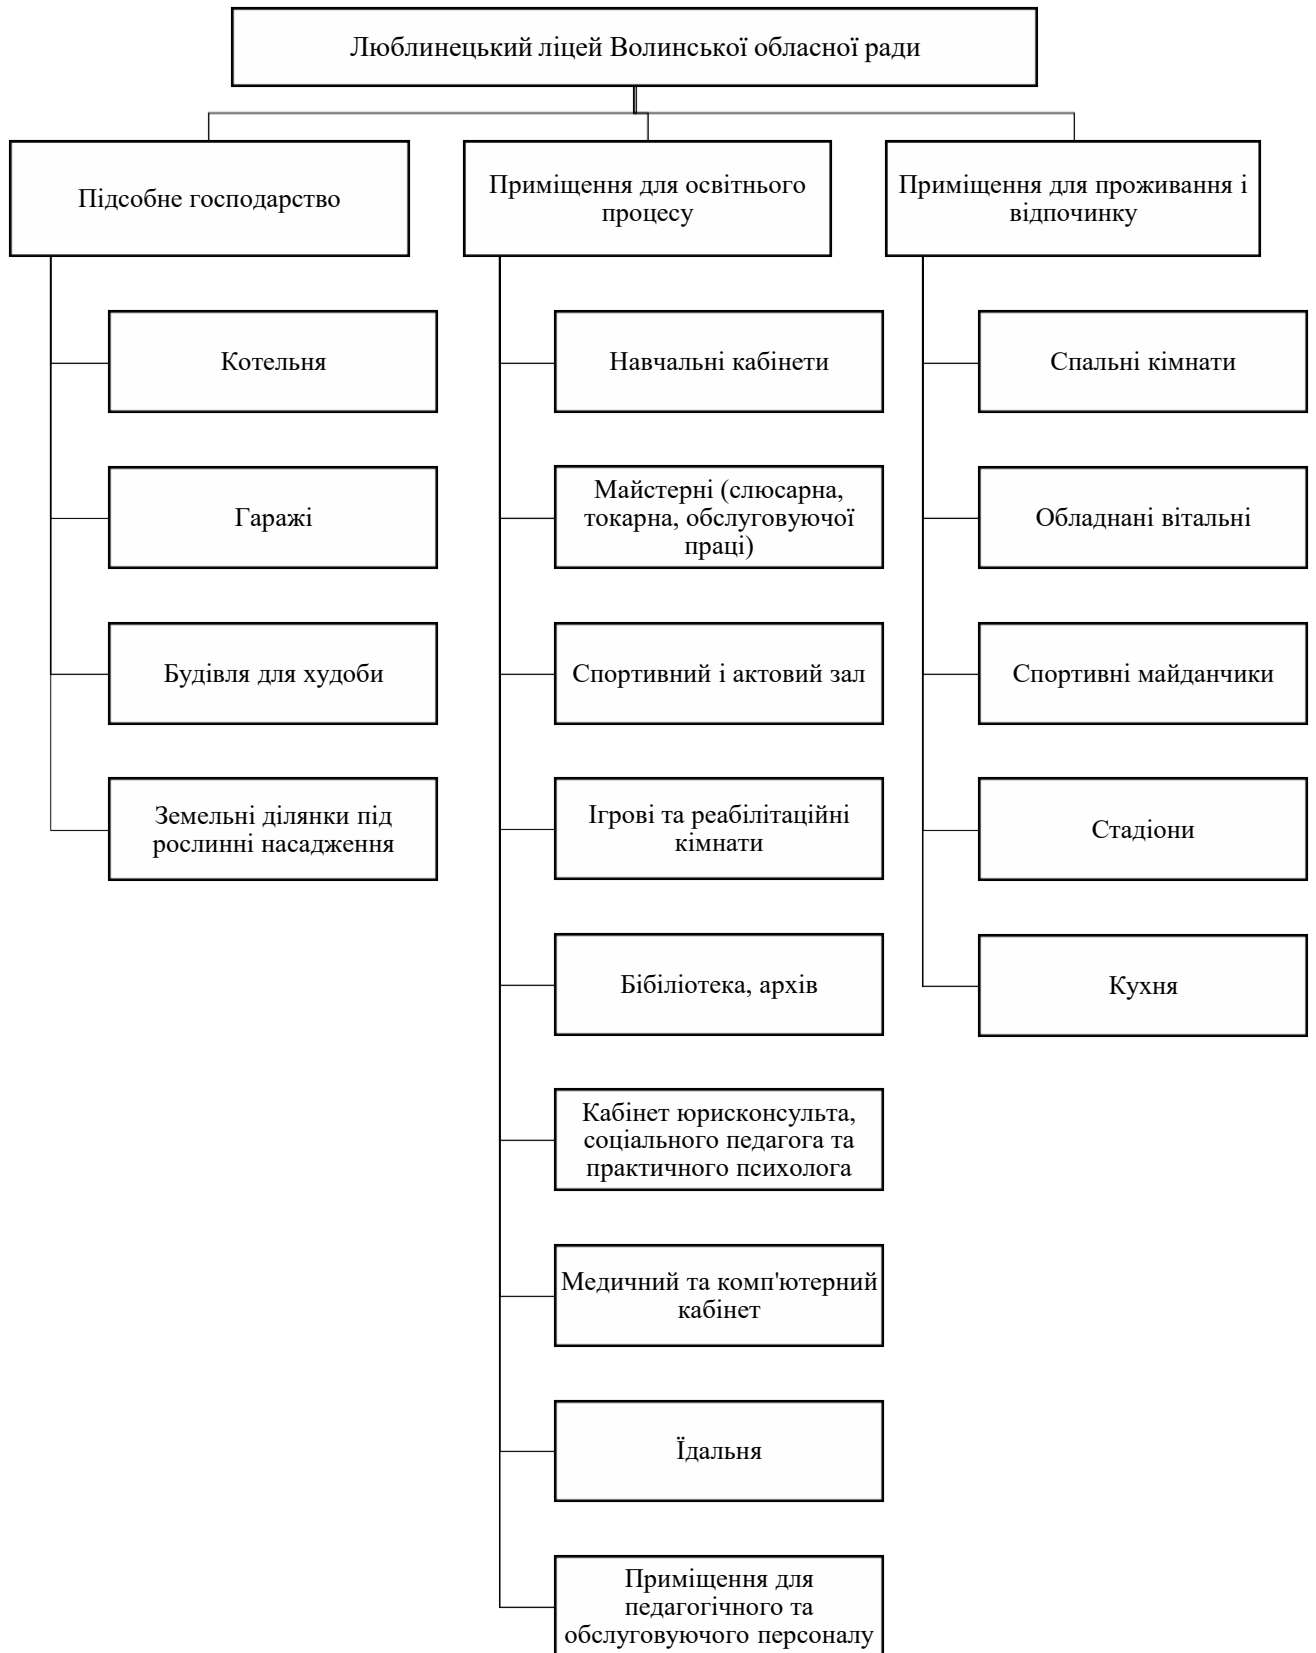 Люблинецький ліцей Волинської обласної ради
Підсобне господарство
Котельня
Гаражі
Будівля для худоби
Земельні ділянки під
рослинні насадження
Приміщення для освітнього
процесу
Навчальні кабінети
Майстерні (слюсарна,
токарна, обслуговуючої
праці)
Спортивний і актовий зал
Ігрові та реабілітаційні
кімнати
Бібіліотека, архів
Кабінет юрисконсульта,
соціального педагога та
практичного психолога
Медичний та комп'ютерний
кабінет
Їдальня
Приміщення для
педагогічного та
обслуговуючого персоналу
Приміщення для проживання і
відпочинку
Спальні кімнати
Обладнані вітальні
Спортивні майданчики
Стадіони
Кухня